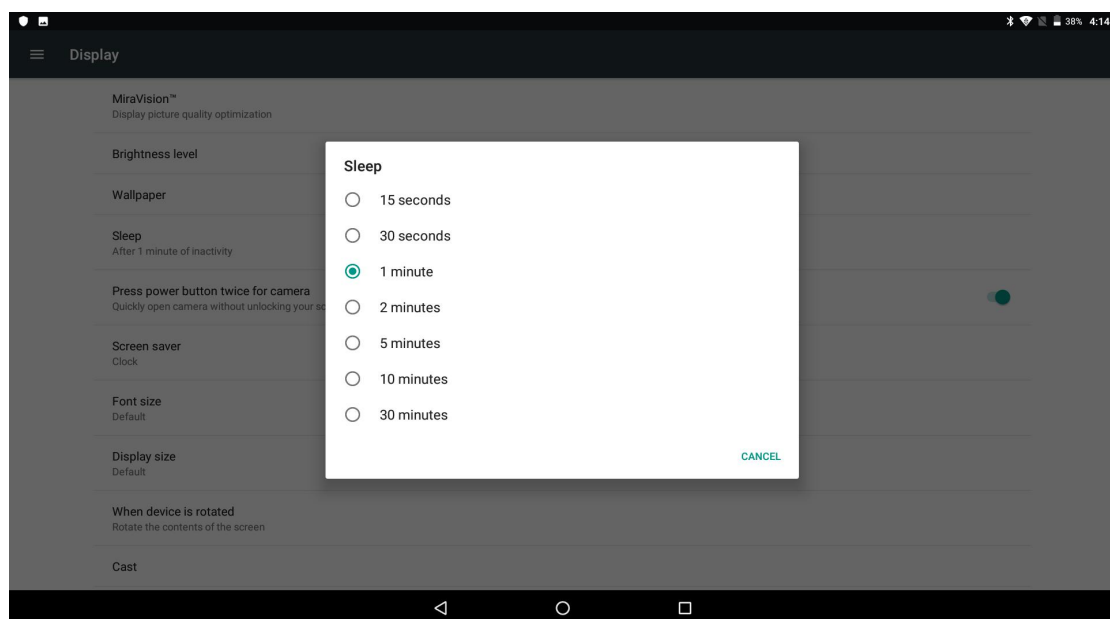 38% 4:14
Display
MiraVision™
Display picture quality optimization
Brightness level
Wallpaper
Sleep
After 1 minute of inactivity
Press power button twice for camera
Quickly open camera without unlocking your sc
Screen saver
Clock
Font size
Default
Display size
Default
When device is rotated
Rotate the contents of the screen
Cast
Sleep
15 seconds
30 seconds
1 minute
2 minutes
5 minutes
10 minutes
30 minutes
CANCEL